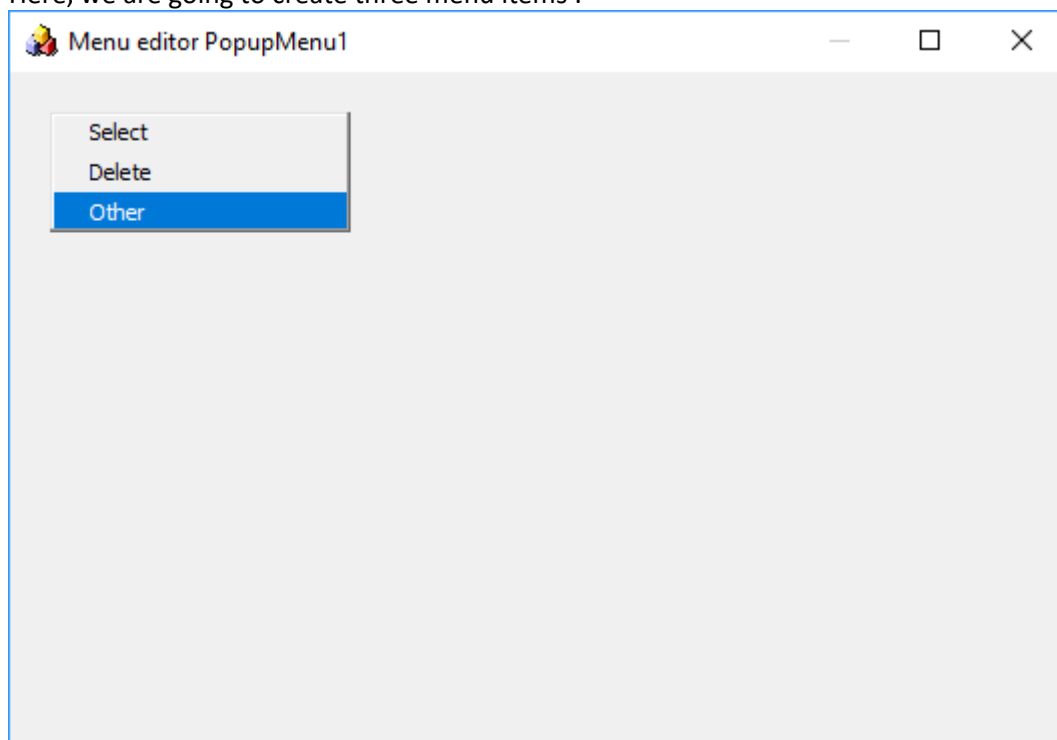 Here, we are going to create three menu items :
Menu editor PopupMenu1
Select
Delete
Other